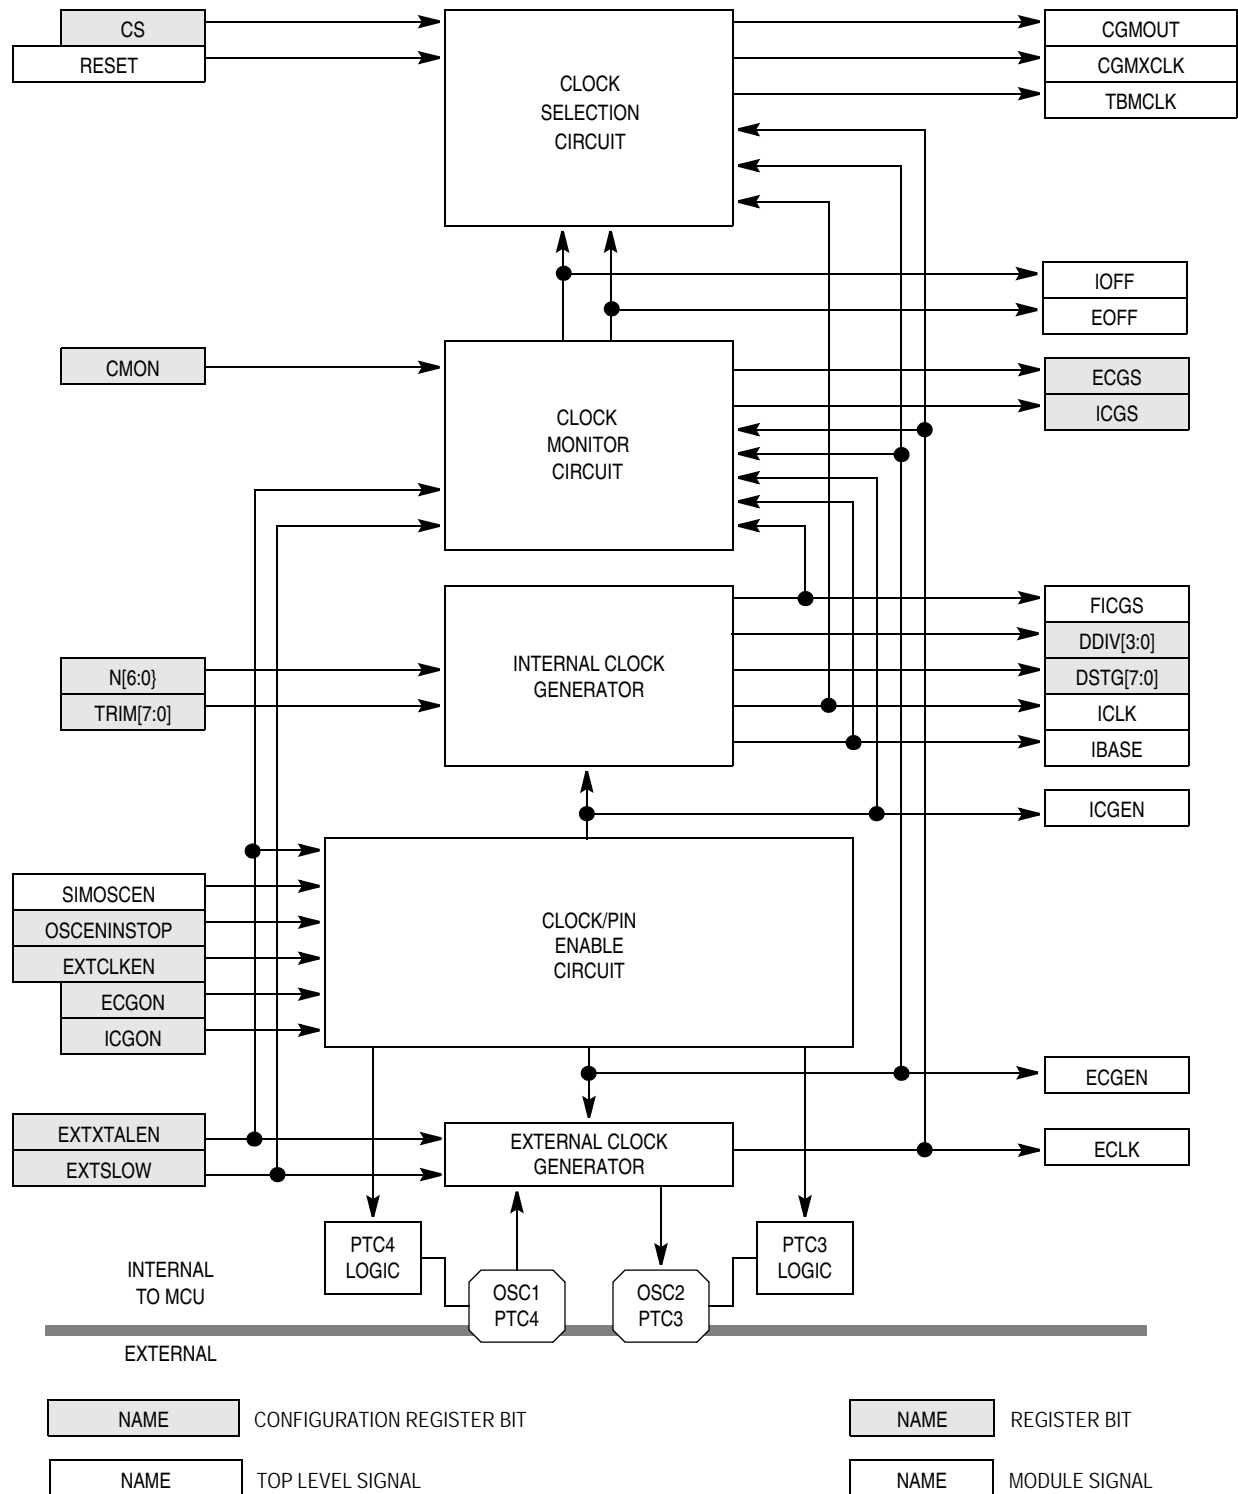 CS
RESET
CLOCK
SELECTION
CIRCUIT
CGMOUT
CGMXCLK
TBMCLK
IOFF
EOFF
CMON
CLOCK
MONITOR
CIRCUIT
ECGS
ICGS
N[6:0}
TRIM[7:0]
INTERNAL CLOCK
GENERATOR
FICGS
DDIV[3:0]
DSTG[7:0]
ICLK
IBASE
ICGEN
SIMOSCEN
OSCENINSTOP
EXTCLKEN
ECGON
ICGON
CLOCK/PIN
ENABLE
CIRCUIT
ECGEN
EXTXTALEN
EXTSLOW
EXTERNAL CLOCK
GENERATOR
ECLK
PTC4
LOGIC
OSC1
PTC4
OSC2
PTC3
PTC3
LOGIC
INTERNAL
TO MCU
EXTERNAL
NAME CONFIGURATION REGISTER BIT
NAME REGISTER BIT
NAME TOP LEVEL SIGNAL
NAME MODULE SIGNAL